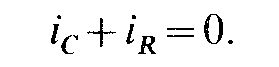 i_C + i_R = 0.